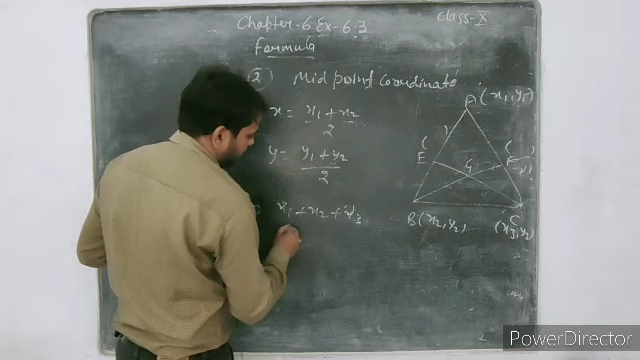 Chapter-6 Ex-6.3 Class-X
Formula
(2) Mid point Coordinate
x = x1 + x2 / 2
y = y1 + y2 / 2
x1 + x2 + x3
A (x1, y1)
E
G
F
B (x2, y2)
C
(x3, y2)
PowerDirector